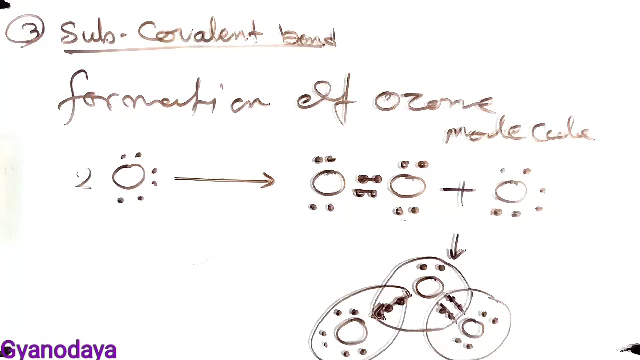 ③ Sub-Covalent bond
formation of ozone
molecule
2 O → O O + O
O
O O
Gyanodaya